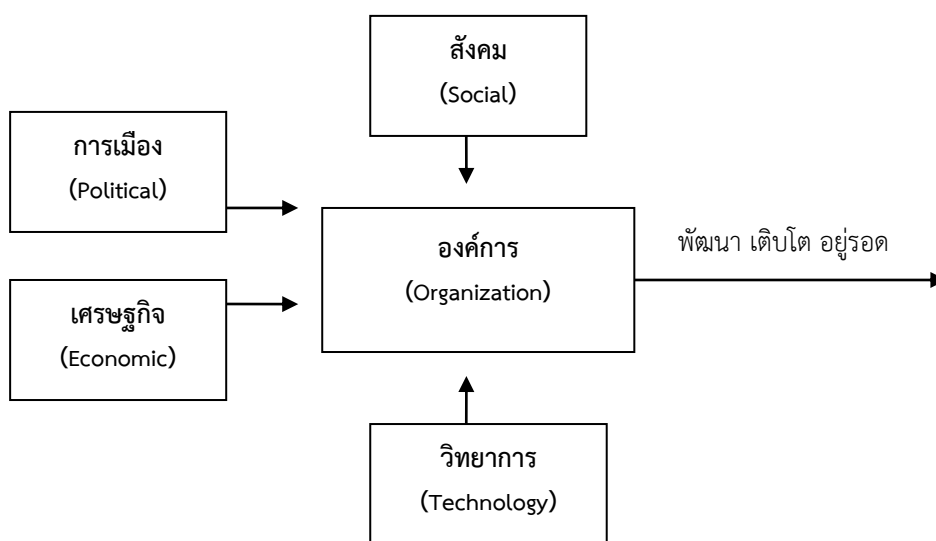 สังคม
(Social)
การเมือง
(Political)
องค์การ
(Organization)
พัฒนา เติบโต อยู่รอด
เศรษฐกิจ
(Economic)
วิทยาการ
(Technology)